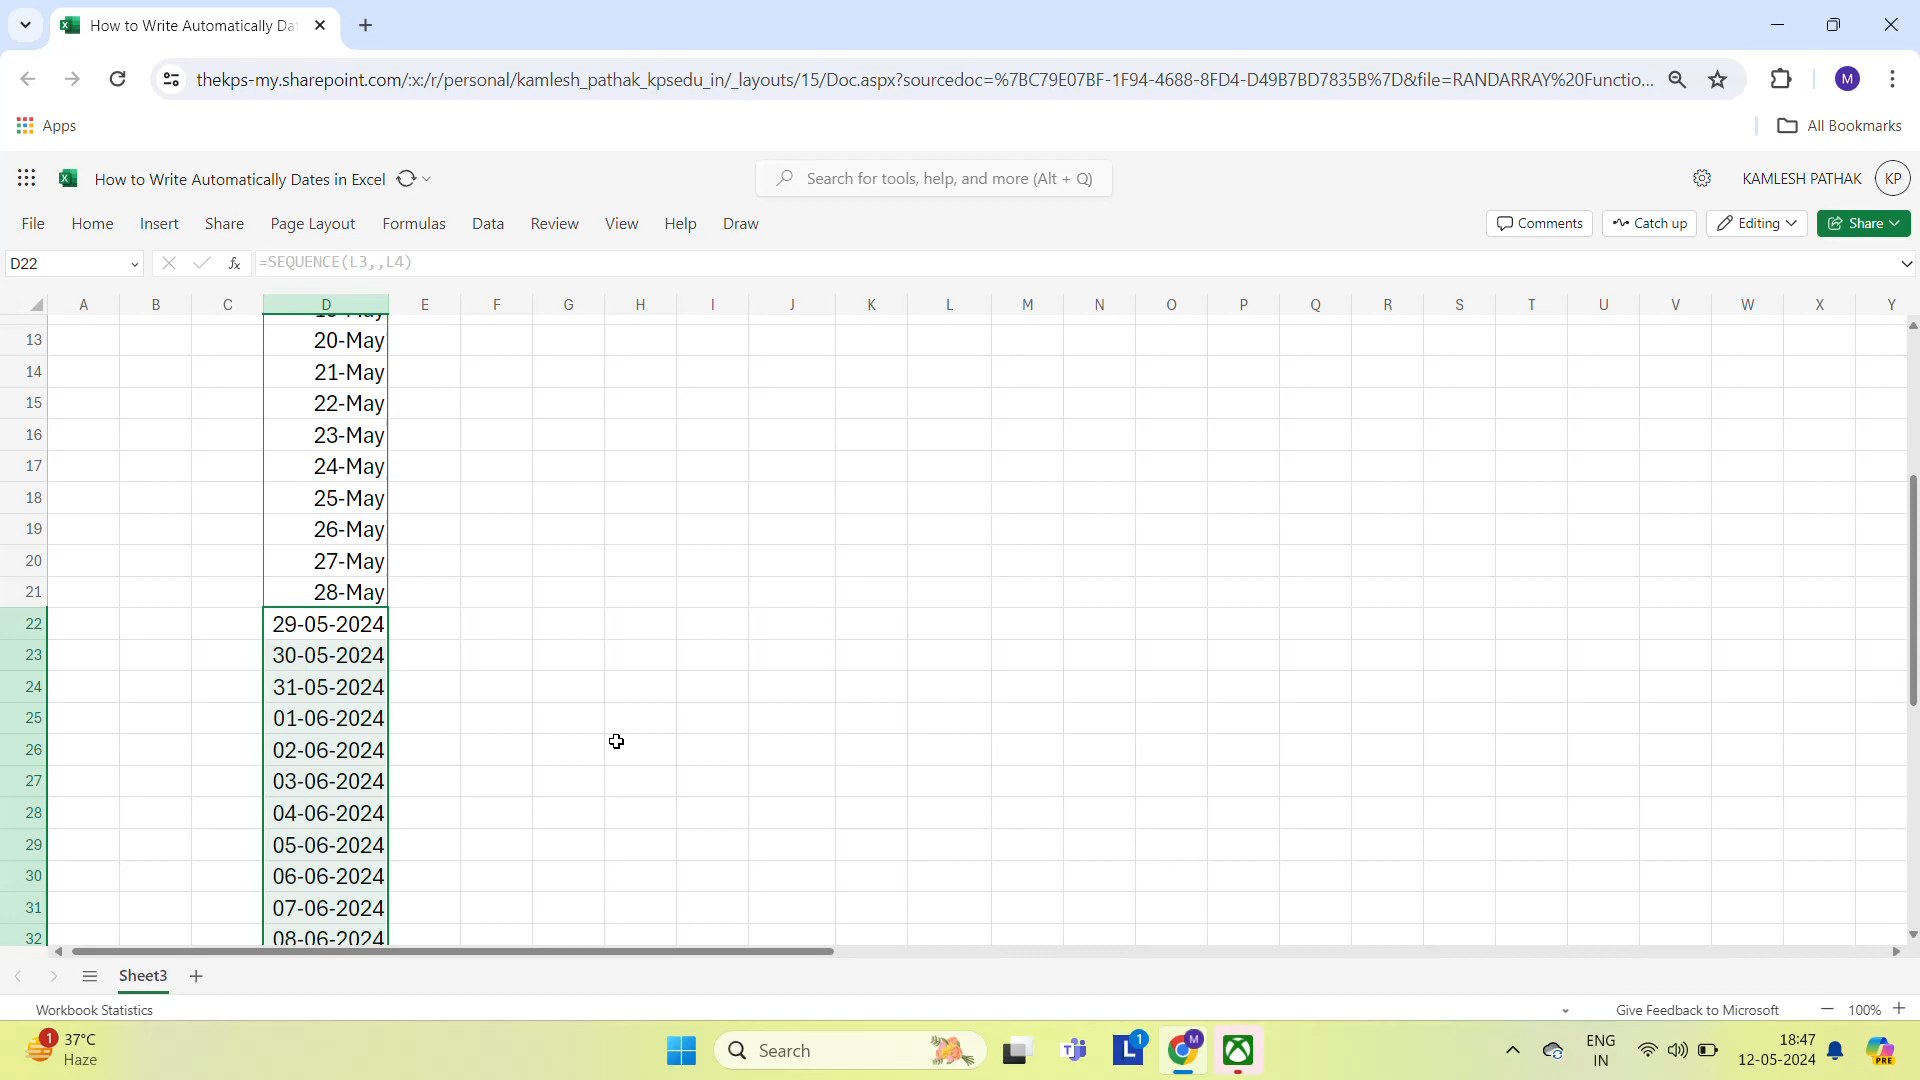 How to Write Automatically Da
thekps-my.sharepoint.com/:x:/r/personal/kamlesh_pathak_kpsedu_in/_layouts/15/Doc.aspx?sourcedoc=%7BC79E07BF-1F94-4688-8FD4-D49B7BD7835B%7D&file=RANDARRAY%20Functio...
M
Apps
All Bookmarks
How to Write Automatically Dates in Excel
Search for tools, help, and more (Alt + Q)
KAMLESH PATHAK
KP
File Home Insert Share Page Layout Formulas Data Review View Help Draw
Comments
Catch up
Editing
Share
D22
fx
=SEQUENCE(L3,,L4)
A B C D E F G H I J K L M N O P Q R S T U V W X Y
13 20-May
14 21-May
15 22-May
16 23-May
17 24-May
18 25-May
19 26-May
20 27-May
21 28-May
22 29-05-2024
23 30-05-2024
24 31-05-2024
25 01-06-2024
26 02-06-2024
27 03-06-2024
28 04-06-2024
29 05-06-2024
30 06-06-2024
31 07-06-2024
32 08-06-2024
Sheet3
Workbook Statistics
Give Feedback to Microsoft
100%
1
37°C
Haze
Search
L
1
M
ENG
IN
18:47
12-05-2024
PRE